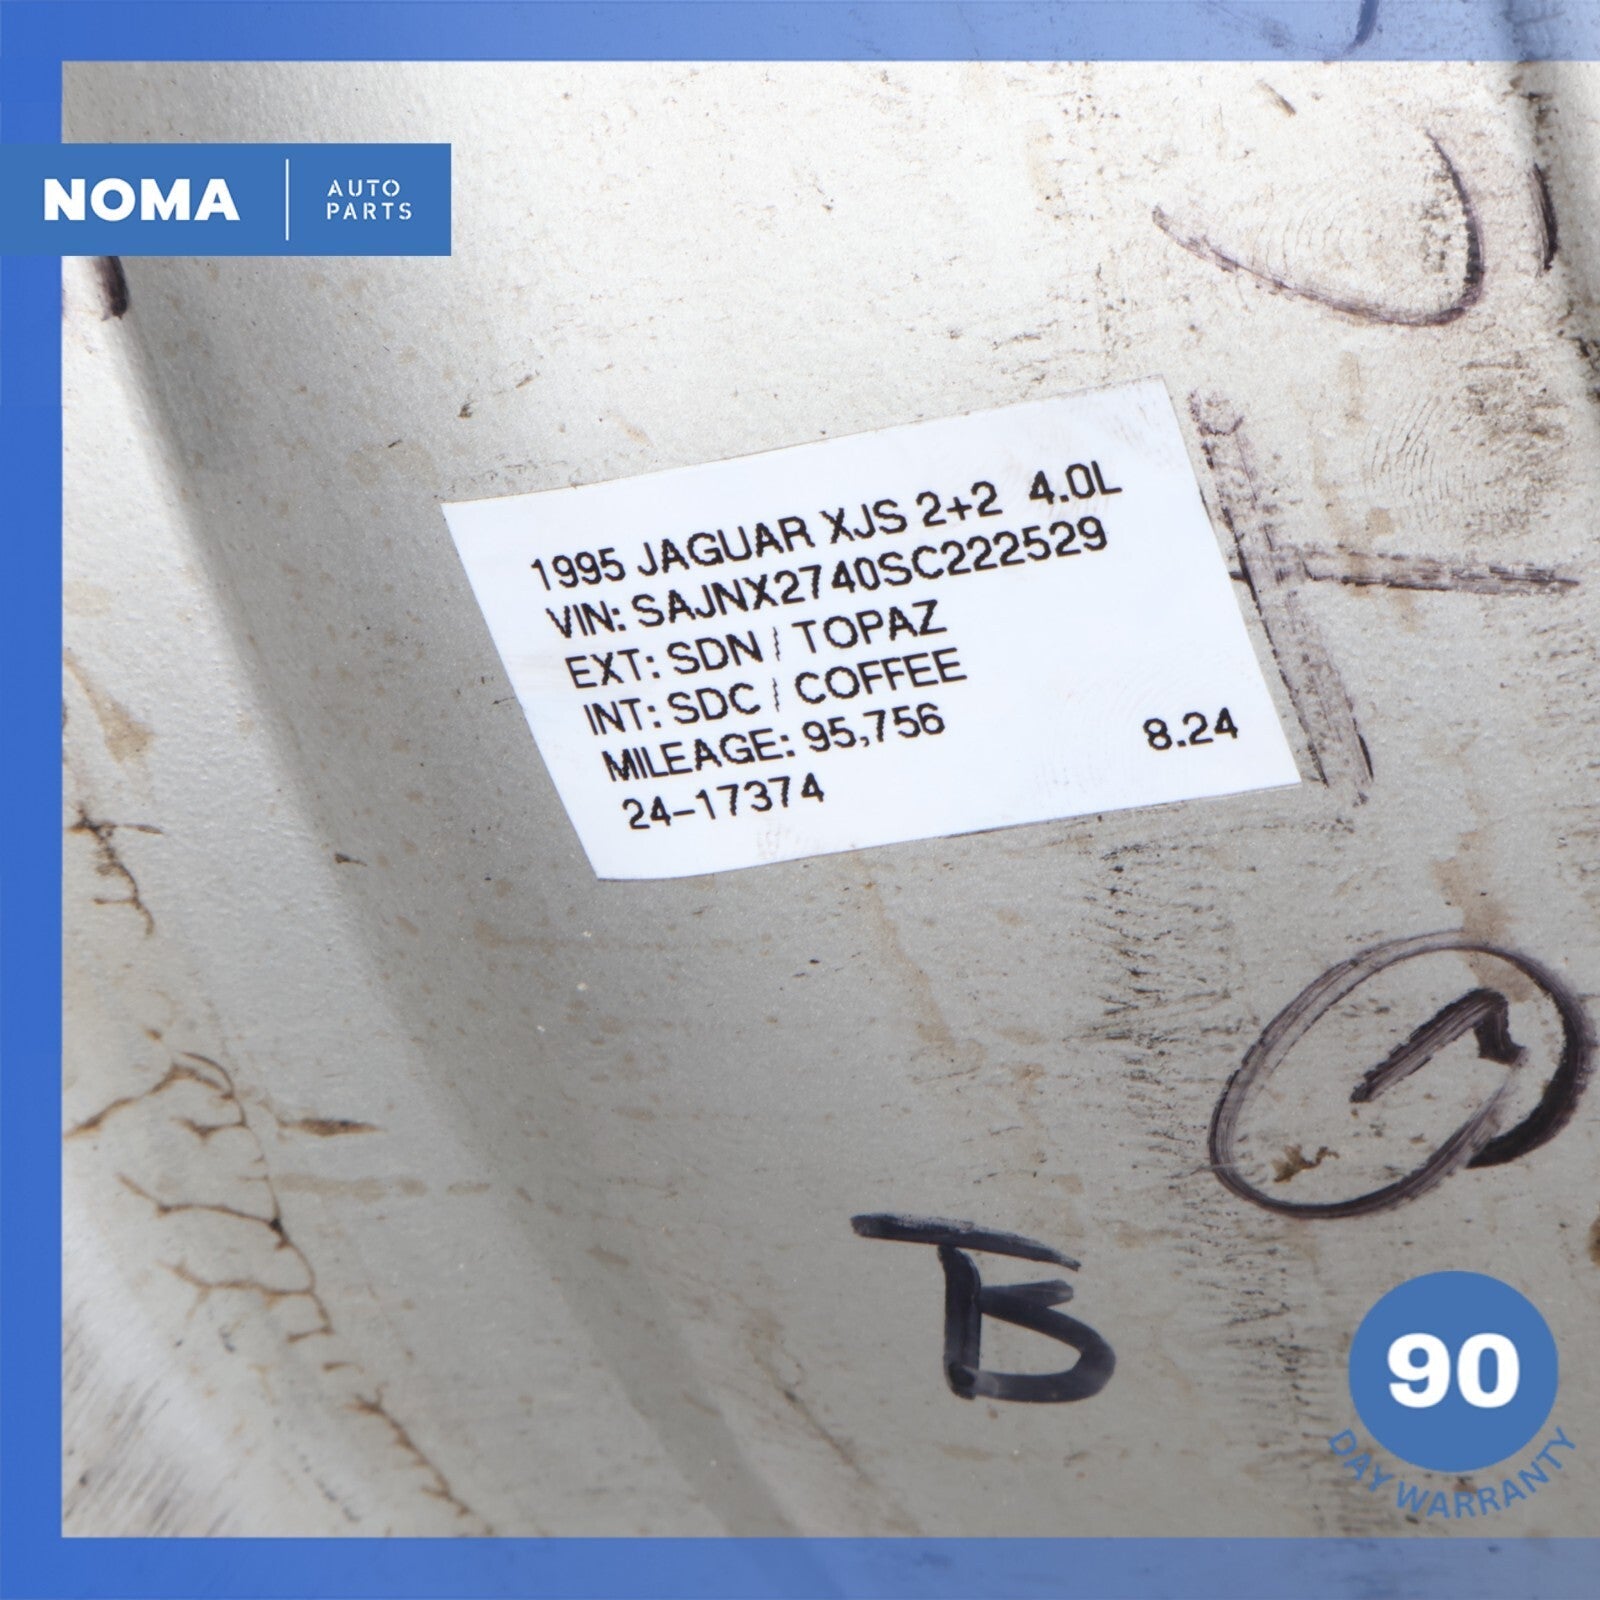 NOMA
AUTO
PARTS
1995 JAGUAR XJS 2+2 4.0L
VIN: SAJNX2740SC222529
EXT: SDN / TOPAZ
INT: SDC / COFFEE
MILEAGE: 95,756
24-17374 8.24
90
DAY WARRANTY